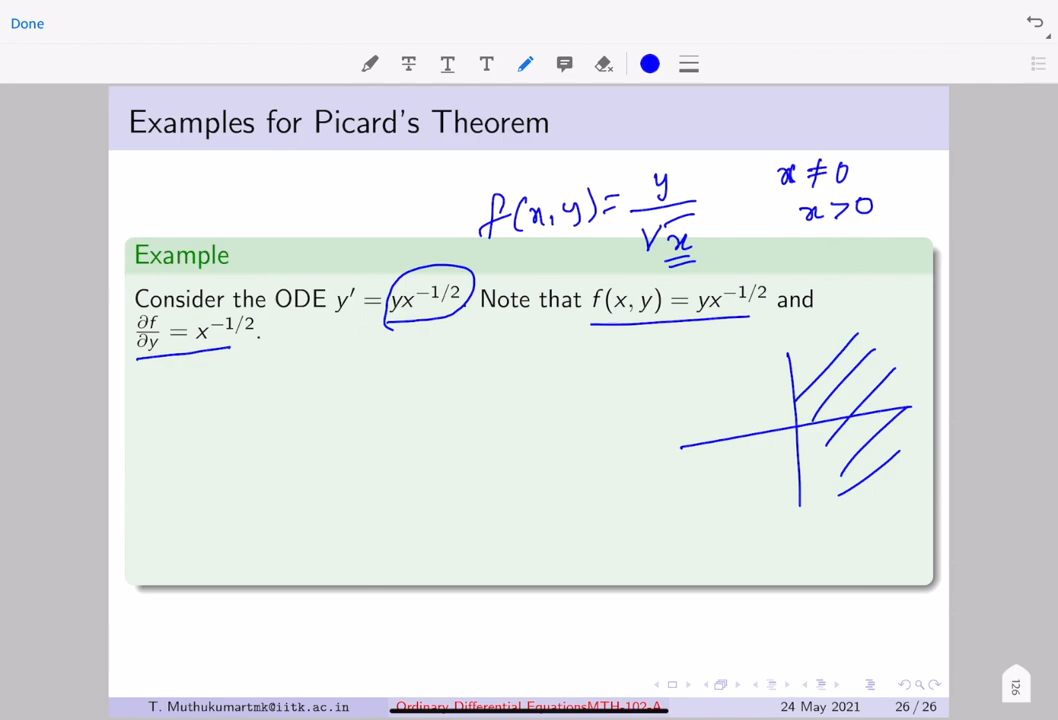 Done
Examples for Picard's Theorem
f(x,y) = y/√x
x ≠ 0
x > 0
Example
Consider the ODE y′ = yx^{−1/2}. Note that f(x, y) = yx^{−1/2} and
∂f/∂y = x^{−1/2}.
T. Muthukumartmk@iitk.ac.in Ordinary Differential EquationsMTH-102-A 24 May 2021 26 / 26
126